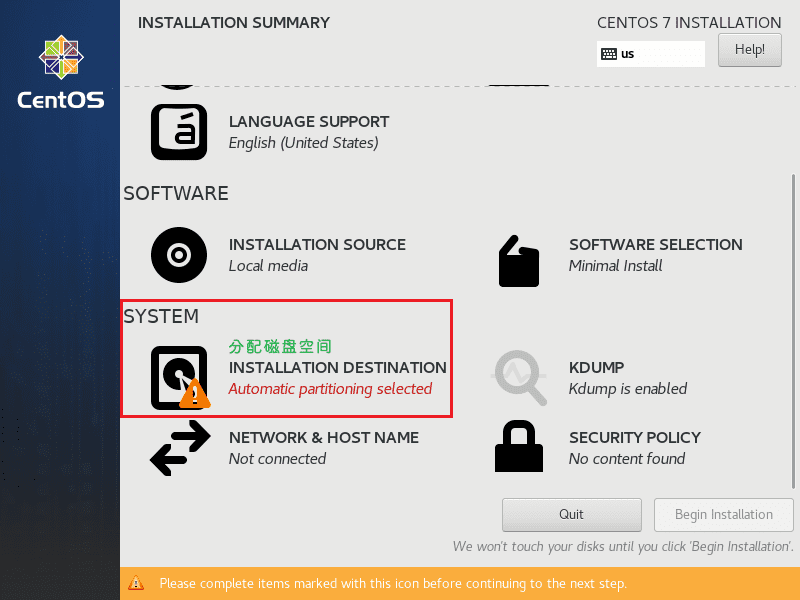 INSTALLATION SUMMARY
CENTOS 7 INSTALLATION
us
Help!
CentOS
LANGUAGE SUPPORT
English (United States)
SOFTWARE
INSTALLATION SOURCE
Local media
SOFTWARE SELECTION
Minimal Install
SYSTEM
分配磁盘空间
INSTALLATION DESTINATION
Automatic partitioning selected
KDUMP
Kdump is enabled
NETWORK & HOST NAME
Not connected
SECURITY POLICY
No content found
Quit
Begin Installation
We won't touch your disks until you click 'Begin Installation'.
Please complete items marked with this icon before continuing to the next step.